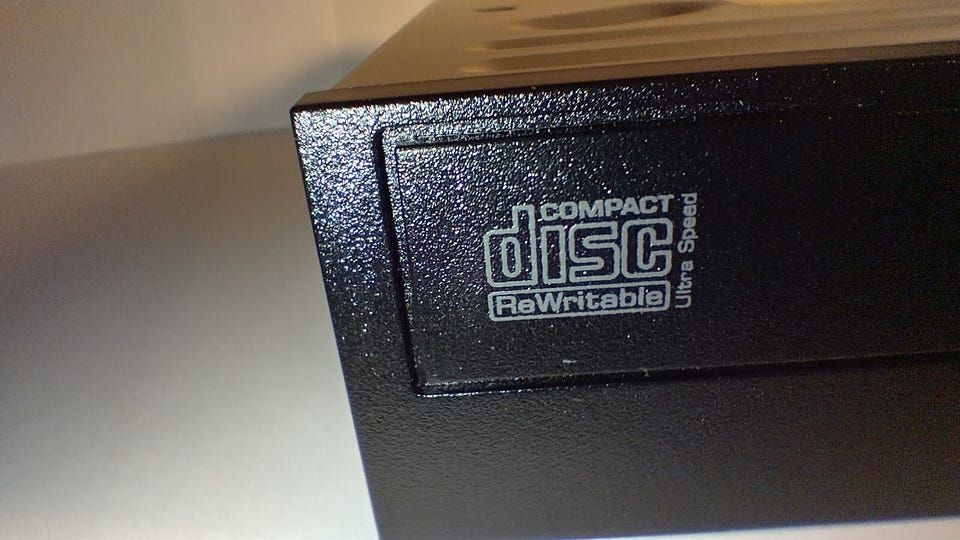 COMPACT
disc
ReWritable
Ultra Speed